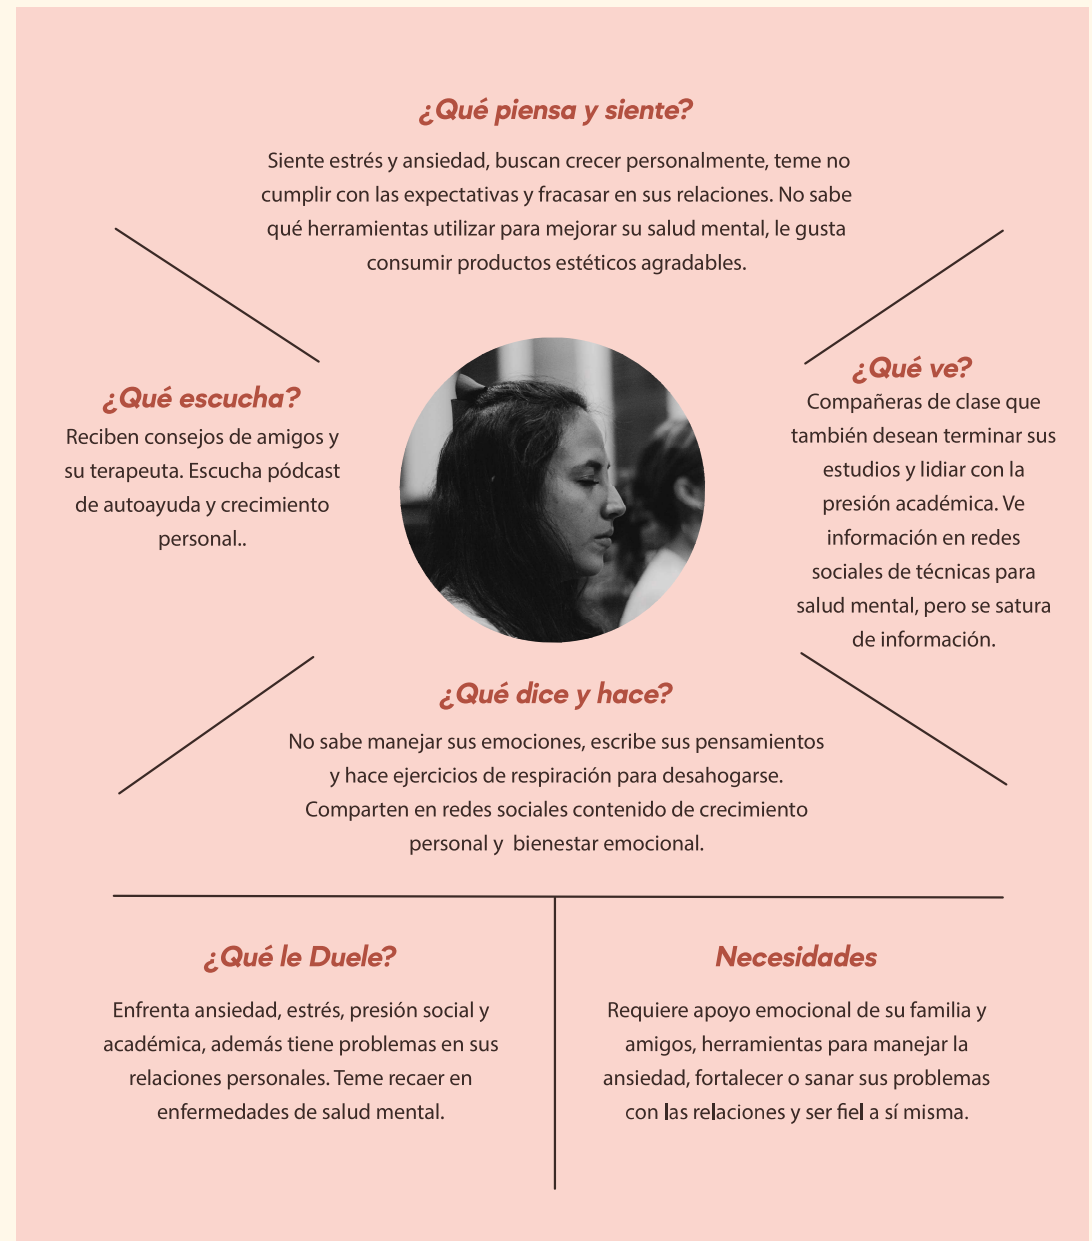 ¿Qué piensa y siente?
Siente estrés y ansiedad, buscan crecer personalmente, teme no
cumplir con las expectativas y fracasar en sus relaciones. No sabe
qué herramientas utilizar para mejorar su salud mental, le gusta
consumir productos estéticos agradables.
¿Qué escucha?
Reciben consejos de amigos y
su terapeuta. Escucha pódcast
de autoayuda y crecimiento
personal..
¿Qué ve?
Compañeras de clase que
también desean terminar sus
estudios y lidiar con la
presión académica. Ve
información en redes
sociales de técnicas para
salud mental, pero se satura
de información.
¿Qué dice y hace?
No sabe manejar sus emociones, escribe sus pensamientos
y hace ejercicios de respiración para desahogarse.
Comparten en redes sociales contenido de crecimiento
personal y  bienestar emocional.
¿Qué le Duele?
Enfrenta ansiedad, estrés, presión social y
académica, además tiene problemas en sus
relaciones personales. Teme recaer en
enfermedades de salud mental.
Necesidades
Requiere apoyo emocional de su familia y
amigos, herramientas para manejar la
ansiedad, fortalecer o sanar sus problemas
con las relaciones y ser fiel a sí misma.